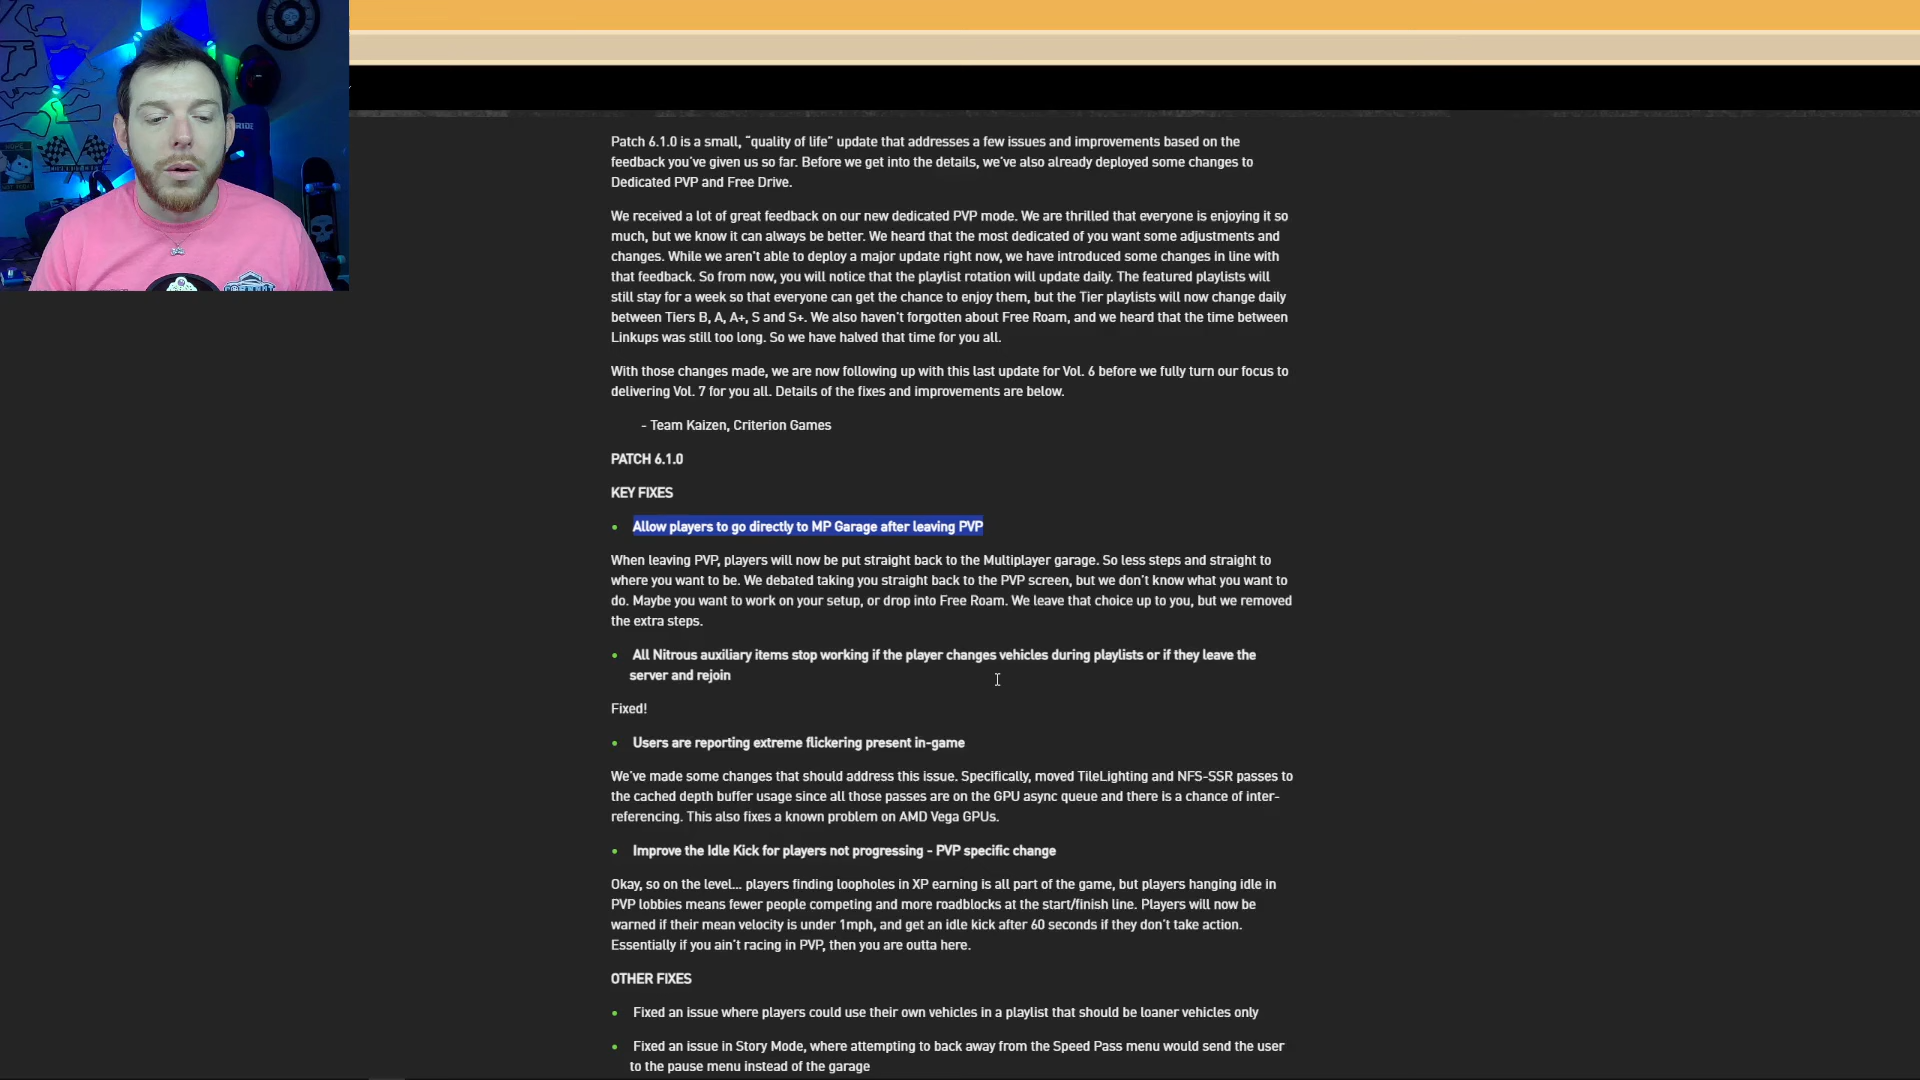 Patch 6.1.0 is a small, “quality of life” update that addresses a few issues and improvements based on the
feedback you’ve given us so far. Before we get into the details, we’ve also already deployed some changes to
Dedicated PVP and Free Drive.
We received a lot of great feedback on our new dedicated PVP mode. We are thrilled that everyone is enjoying it so
much, but we know it can always be better. We heard that the most dedicated of you want some adjustments and
changes. While we aren’t able to deploy a major update right now, we have introduced some changes in line with
that feedback. So from now, you will notice that the playlist rotation will update daily. The featured playlists will
still stay for a week so that everyone can get the chance to enjoy them, but the Tier playlists will now change daily
between Tiers B, A, A+, S and S+. We also haven’t forgotten about Free Roam, and we heard that the time between
Linkups was still too long. So we have halved that time for you all.
With those changes made, we are now following up with this last update for Vol. 6 before we fully turn our focus to
delivering Vol. 7 for you all. Details of the fixes and improvements are below.
- Team Kaizen, Criterion Games
PATCH 6.1.0
KEY FIXES
• Allow players to go directly to MP Garage after leaving PVP
When leaving PVP, players will now be put straight back to the Multiplayer garage. So less steps and straight to
where you want to be. We debated taking you straight back to the PVP screen, but we don’t know what you want to
do. Maybe you want to work on your setup, or drop into Free Roam. We leave that choice up to you, but we removed
the extra steps.
• All Nitrous auxiliary items stop working if the player changes vehicles during playlists or if they leave the
server and rejoin
Fixed!
• Users are reporting extreme flickering present in-game
We’ve made some changes that should address this issue. Specifically, moved TileLighting and NFS-SSR passes to
the cached depth buffer usage since all those passes are on the GPU async queue and there is a chance of inter-
referencing. This also fixes a known problem on AMD Vega GPUs.
• Improve the Idle Kick for players not progressing - PVP specific change
Okay, so on the level... players finding loopholes in XP earning is all part of the game, but players hanging idle in
PVP lobbies means fewer people competing and more roadblocks at the start/finish line. Players will now be
warned if their mean velocity is under 1mph, and get an idle kick after 60 seconds if they don’t take action.
Essentially if you ain’t racing in PVP, then you are outta here.
OTHER FIXES
• Fixed an issue where players could use their own vehicles in a playlist that should be loaner vehicles only
• Fixed an issue in Story Mode, where attempting to back away from the Speed Pass menu would send the user
to the pause menu instead of the garage